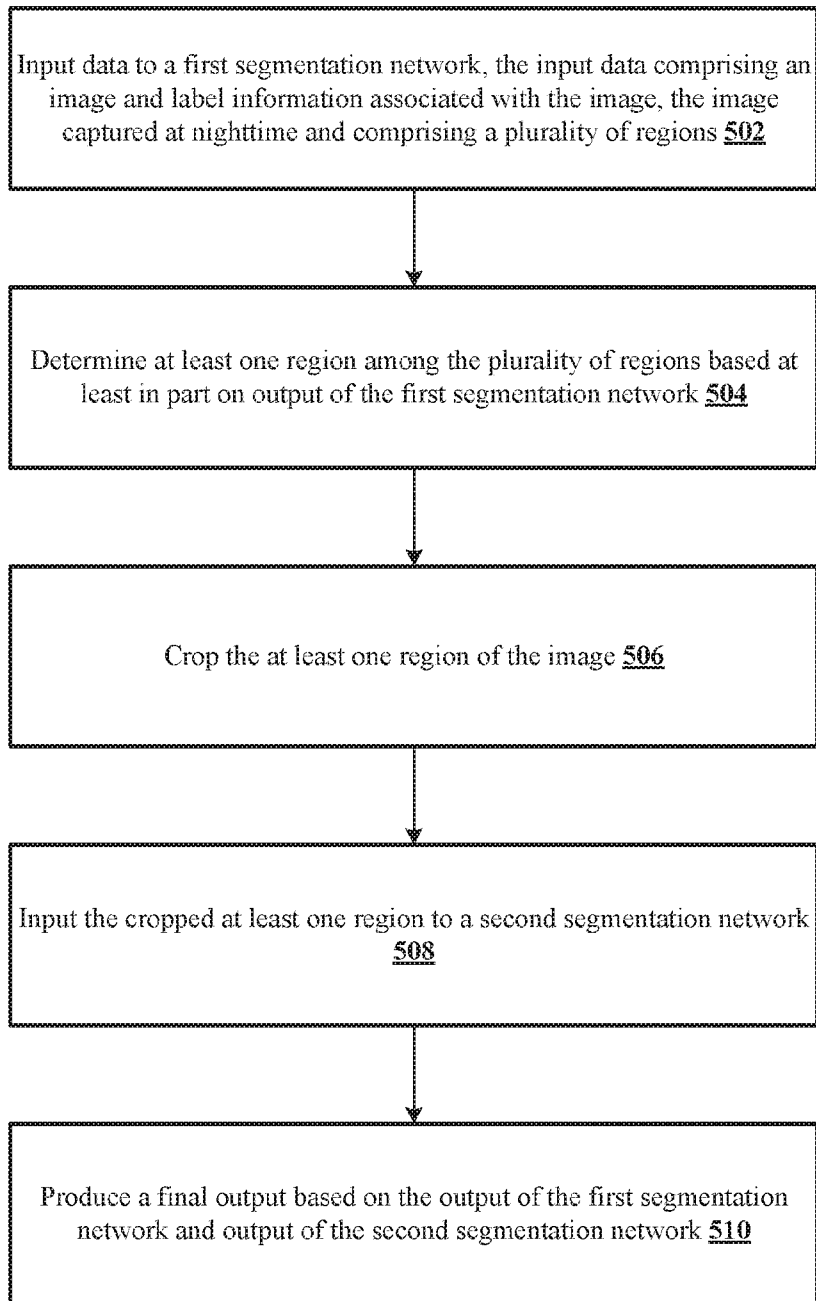 Input data to a first segmentation network, the input data comprising an
image and label information associated with the image, the image
captured at nighttime and comprising a plurality of regions 502
Determine at least one region among the plurality of regions based at
least in part on output of the first segmentation network 504
Crop the at least one region of the image 506
Input the cropped at least one region to a second segmentation network
508
Produce a final output based on the output of the first segmentation
network and output of the second segmentation network 510